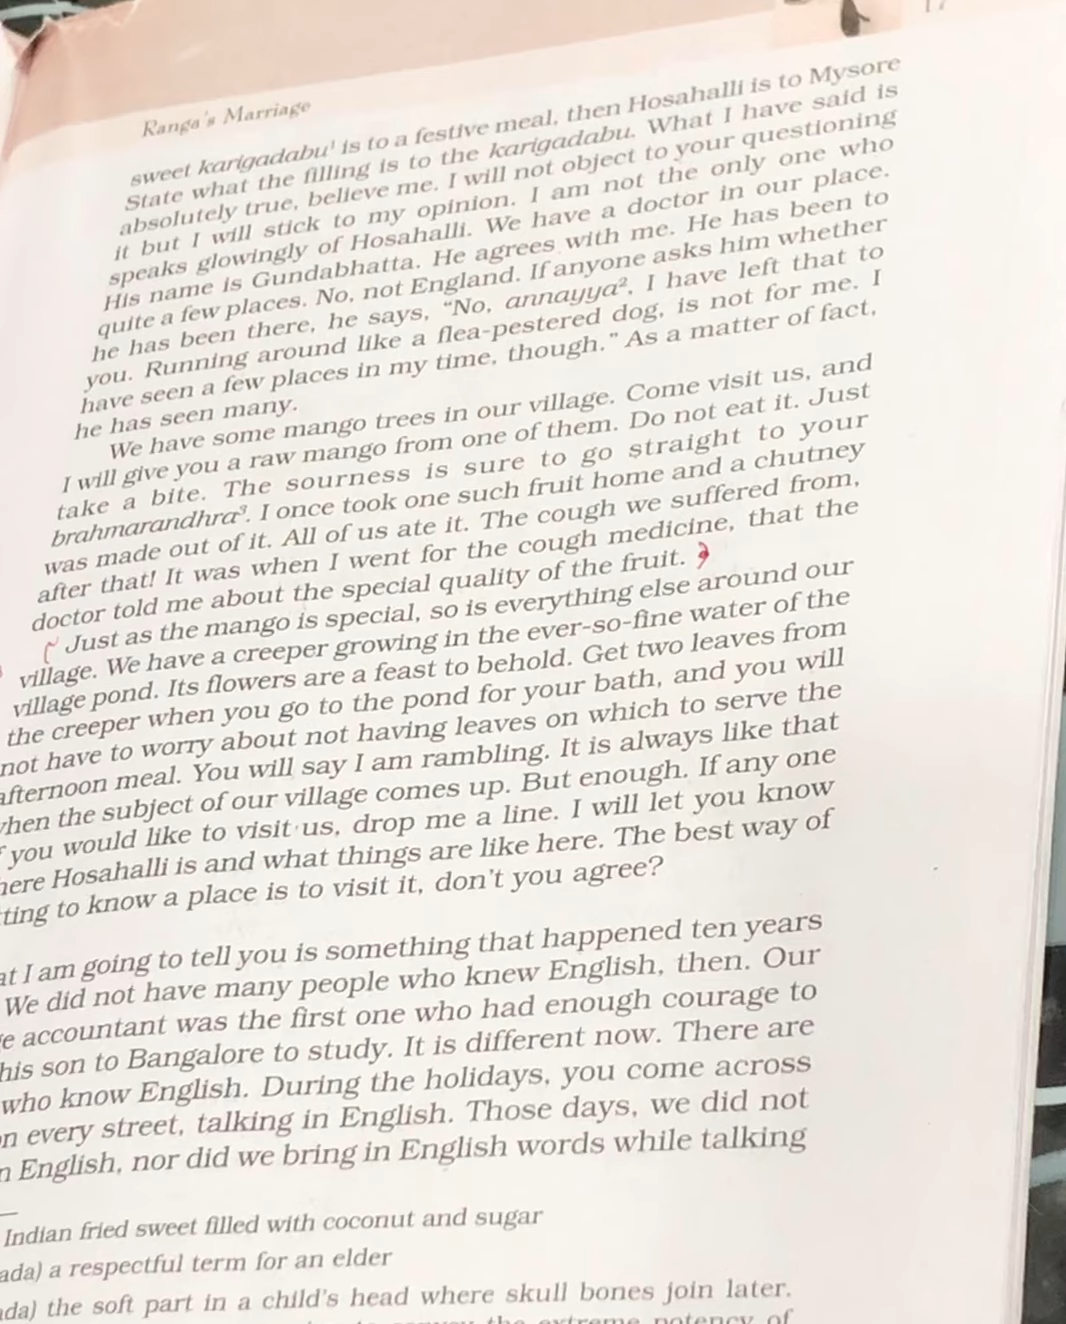 Ranga's Marriage
sweet karigadabu¹ is to a festive meal, then Hosahalli is to Mysore
State what the filling is to the karigadabu. What I have said is
absolutely true, believe me. I will not object to your questioning
it but I will stick to my opinion. I am not the only one who
speaks glowingly of Hosahalli. We have a doctor in our place.
His name is Gundabhatta. He agrees with me. He has been to
quite a few places. No, not England. If anyone asks him whether
he has been there, he says, “No, annayya², I have left that to
you. Running around like a flea-pestered dog, is not for me. I
have seen a few places in my time, though.” As a matter of fact,
he has seen many.
We have some mango trees in our village. Come visit us, and
I will give you a raw mango from one of them. Do not eat it. Just
take a bite. The sourness is sure to go straight to your
brahmarandhra³. I once took one such fruit home and a chutney
was made out of it. All of us ate it. The cough we suffered from,
after that! It was when I went for the cough medicine, that the
doctor told me about the special quality of the fruit.
Just as the mango is special, so is everything else around our
village. We have a creeper growing in the ever-so-fine water of the
village pond. Its flowers are a feast to behold. Get two leaves from
the creeper when you go to the pond for your bath, and you will
not have to worry about not having leaves on which to serve the
afternoon meal. You will say I am rambling. It is always like that
when the subject of our village comes up. But enough. If any one
you would like to visit us, drop me a line. I will let you know
here Hosahalli is and what things are like here. The best way of
ting to know a place is to visit it, don't you agree?
at I am going to tell you is something that happened ten years
We did not have many people who knew English, then. Our
e accountant was the first one who had enough courage to
his son to Bangalore to study. It is different now. There are
who know English. During the holidays, you come across
n every street, talking in English. Those days, we did not
n English, nor did we bring in English words while talking
Indian fried sweet filled with coconut and sugar
ada) a respectful term for an elder
ada) the soft part in a child's head where skull bones join later.
the extreme potency of